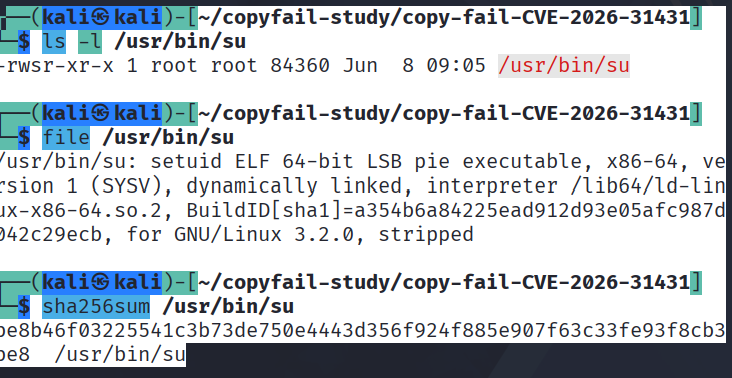 ┌──(kali㉿kali)-[~/copyfail-study/copy-fail-CVE-2026-31431]
└─$ ls -l /usr/bin/su
-rwsr-xr-x 1 root root 84360 Jun  8 09:05 /usr/bin/su
┌──(kali㉿kali)-[~/copyfail-study/copy-fail-CVE-2026-31431]
└─$ file /usr/bin/su
/usr/bin/su: setuid ELF 64-bit LSB pie executable, x86-64, ve
rsion 1 (SYSV), dynamically linked, interpreter /lib64/ld-lin
ux-x86-64.so.2, BuildID[sha1]=a354b6a84225ead912d93e05afc987d
042c29ecb, for GNU/Linux 3.2.0, stripped
┌──(kali㉿kali)-[~/copyfail-study/copy-fail-CVE-2026-31431]
└─$ sha256sum /usr/bin/su
be8b46f03225541c3b73de750e4443d356f924f885e907f63c33fe93f8cb3
be8  /usr/bin/su